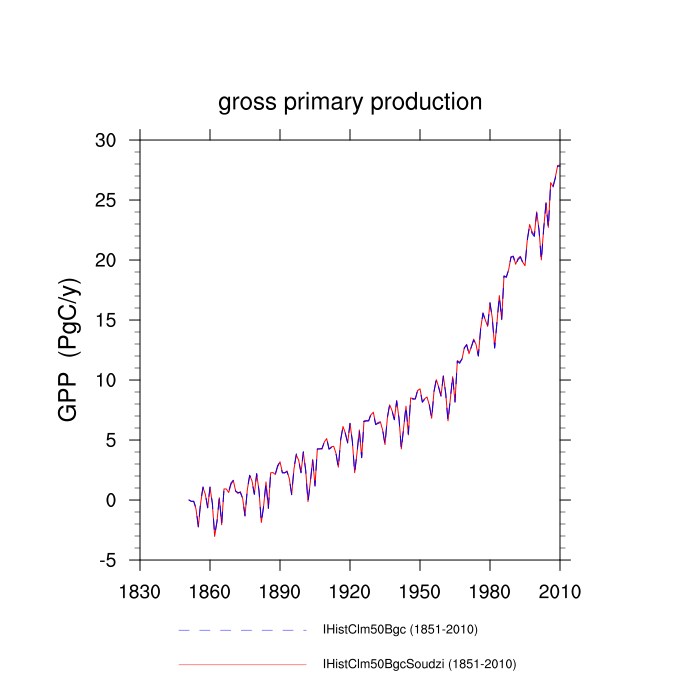 gross primary production
30
25
20
15
10
5
0
-5
GPP (PgC/y)
1830 1860 1890 1920 1950 1980 2010
IHistClm50Bgc (1851-2010)
IHistClm50BgcSoudzi (1851-2010)